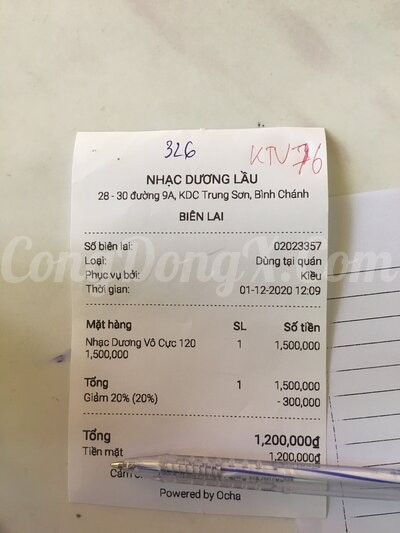 326 KTV 76
NHẠC DƯƠNG LẦU
28 - 30 đường 9A, KDC Trung Sơn, Bình Chánh
BIÊN LAI
Số biên lai: 02023357
Loại: Dùng tại quán
Phục vụ bởi: Kiều
Thời gian: 01-12-2020 12:09
Mặt hàng SL Số tiền
Nhạc Dương Vô Cực 120 1 1,500,000
1,500,000
Tổng 1 1,500,000
Giảm 20% (20%) - 300,000
Tổng 1,200,000₫
Tiền mặt 1,200,000
Powered by Ocha